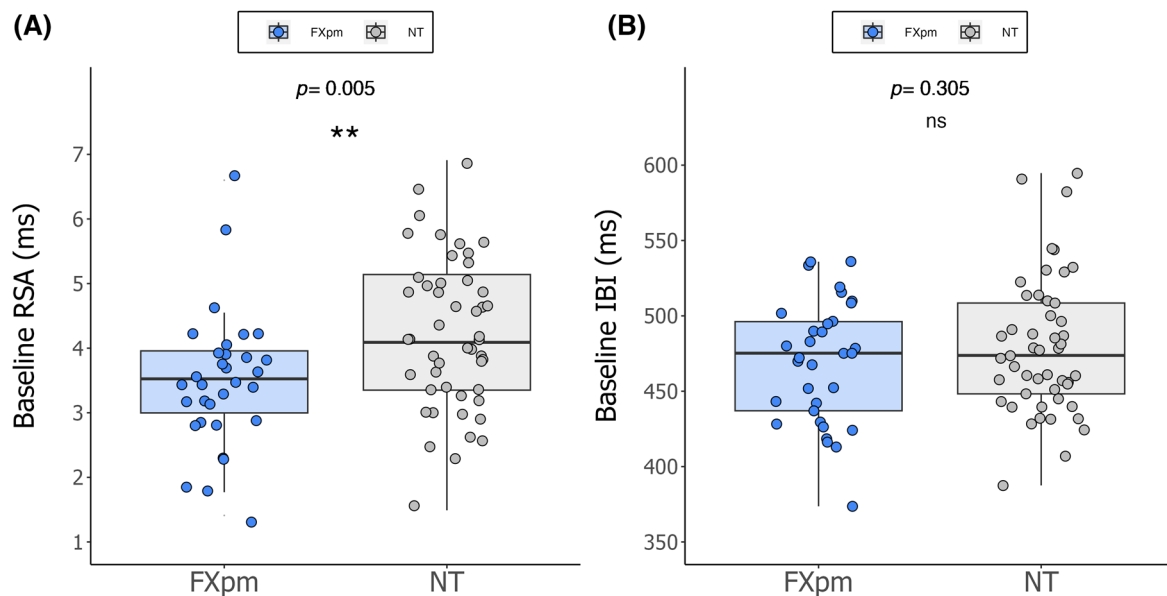 (A)
FXpm NT
p= 0.005
**
Baseline RSA (ms)
7
6
5
4
3
2
1
FXpm NT
(B)
FXpm NT
p= 0.305
ns
Baseline IBI (ms)
600
550
500
450
400
350
FXpm NT